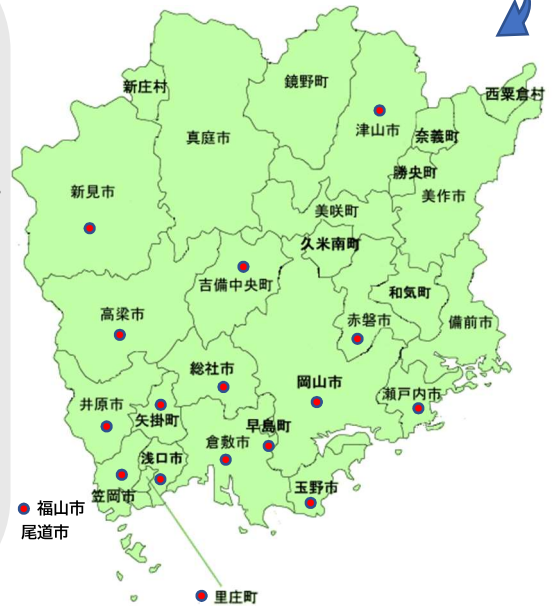 西粟倉村
新庄村
鏡野町
津山市
奈義町
真庭市
勝央町
新見市
美作市
美咲町
久米南町
吉備中央町
和気町
高梁市
赤磐市
備前市
総社市
岡山市
瀬戸内市
井原市
矢掛町
早島町
倉敷市
浅口市
玉野市
笠岡市
福山市
尾道市
里庄町